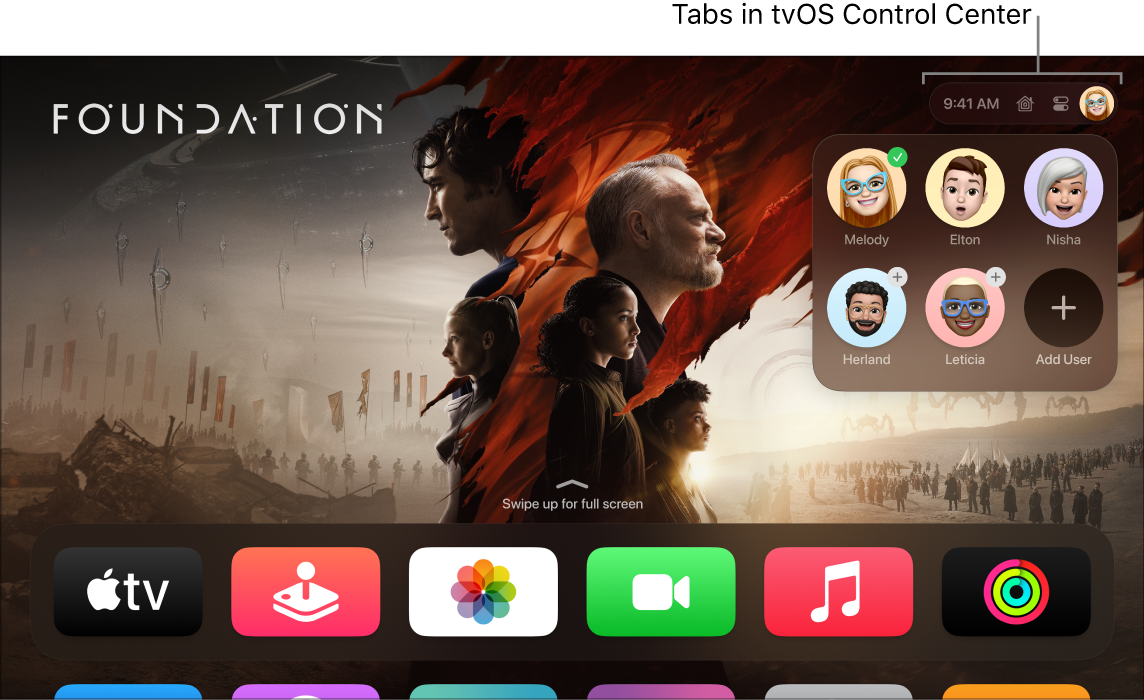 Tabs in tvOS Control Center
FOUNDATION
9:41 AM
Melody
Elton
Nisha
Herland
Leticia
Add User
Swipe up for full screen
tv